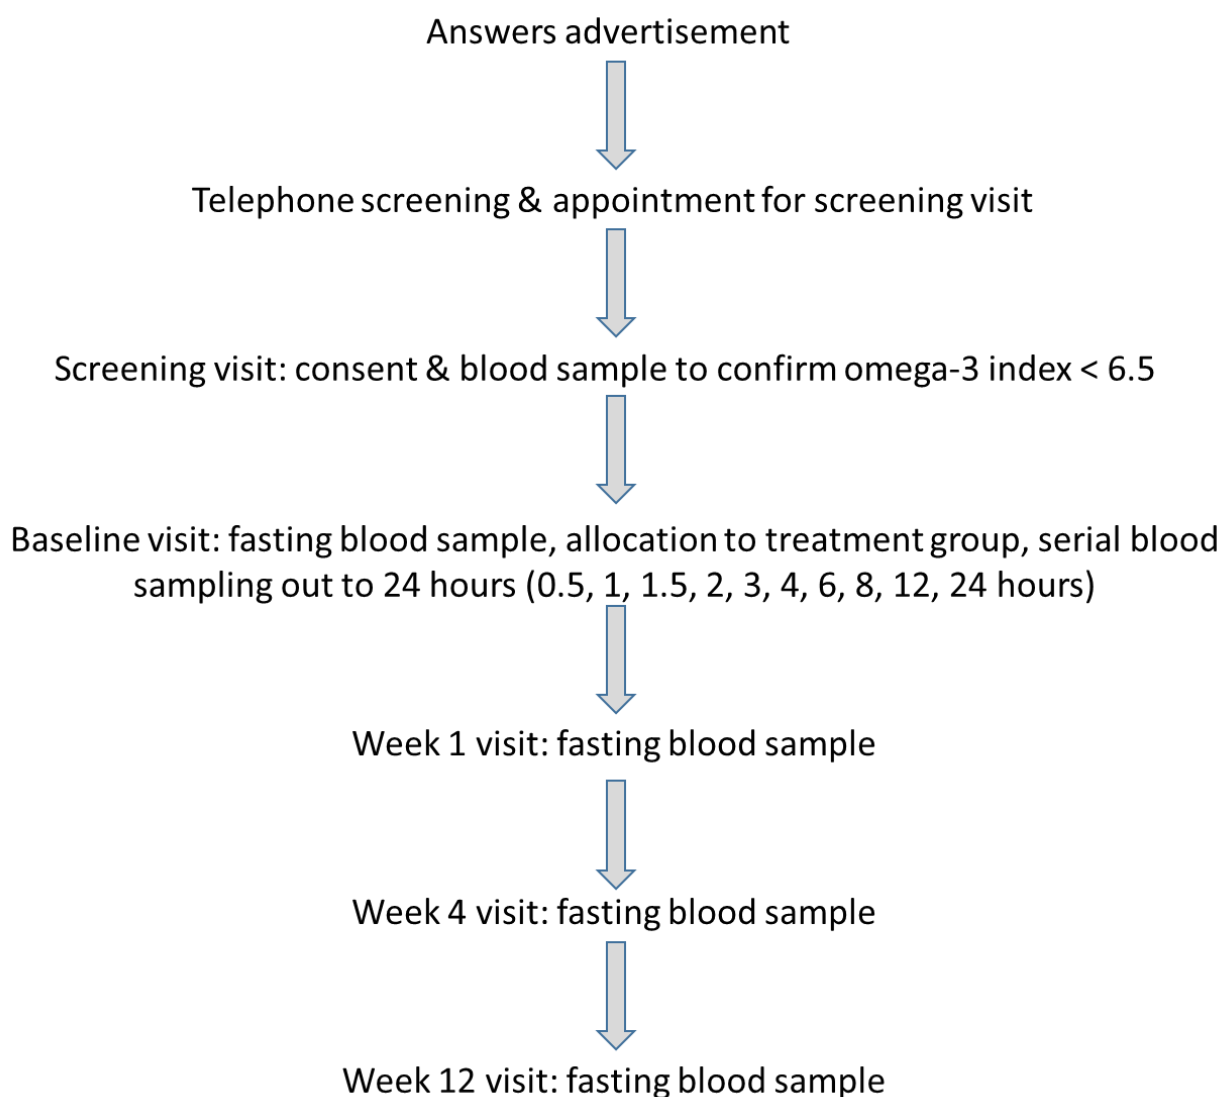 Answers advertisement
Telephone screening & appointment for screening visit
Screening visit: consent & blood sample to confirm omega-3 index < 6.5
Baseline visit: fasting blood sample, allocation to treatment group, serial blood
sampling out to 24 hours (0.5, 1, 1.5, 2, 3, 4, 6, 8, 12, 24 hours)
Week 1 visit: fasting blood sample
Week 4 visit: fasting blood sample
Week 12 visit: fasting blood sample